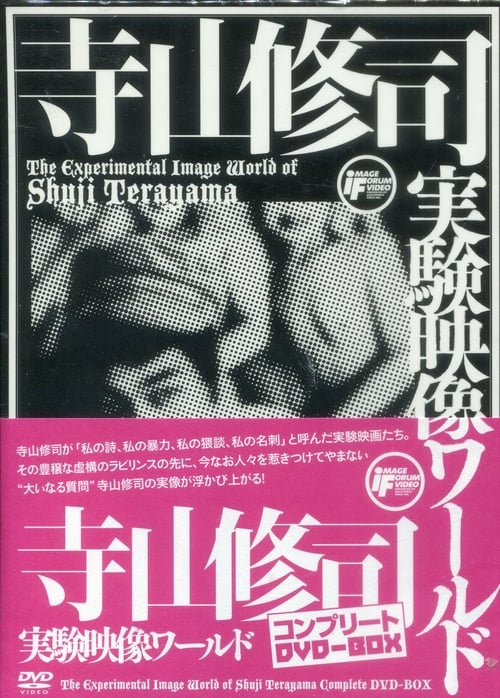 寺山修司
The Experimental Image World of
Shuji Terayama
IMAGE
FORUM
VIDEO
実験映像ワールド
寺山修司が「私の詩、私の暴力、私の猥談、私の名刺」と呼んだ実験映画たち。
その豊穣な虚構のラビリンスの先に、今なお人々を惹きつけてやまない
“大いなる質問”寺山修司の実像が浮かび上がる!
IMAGE
FORUM
VIDEO
寺山修司
実験映像ワールド
コンプリート
DVD-BOX
DVD
VIDEO
The Experimental Image World of Shuji Terayama Complete DVD-BOX